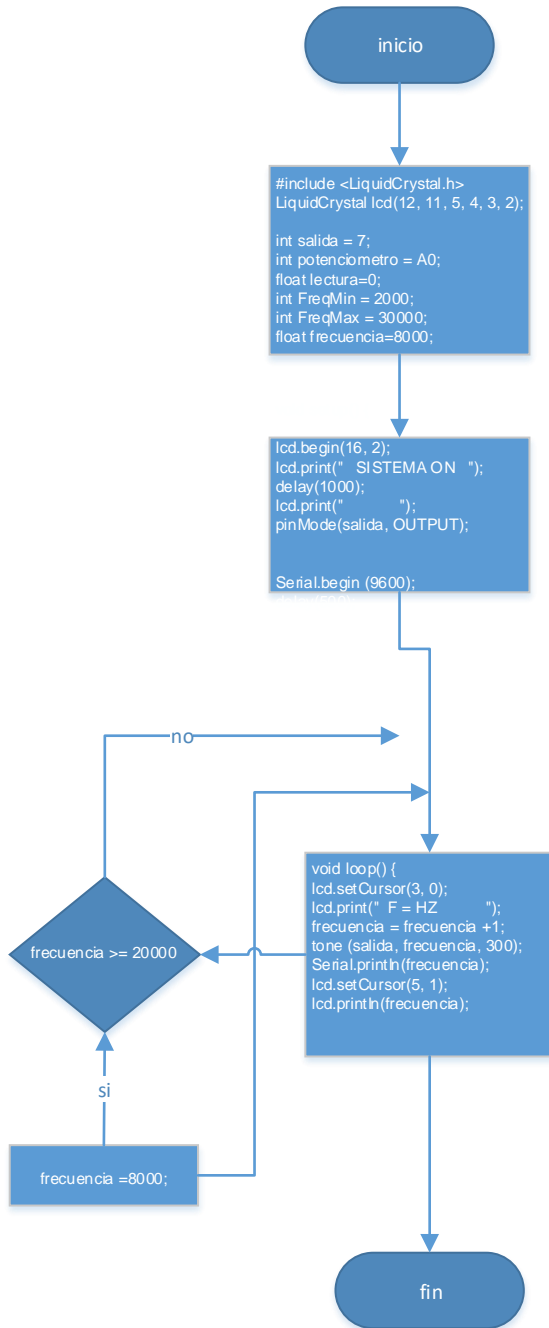 inicio
#include <LiquidCrystal.h>
LiquidCrystal lcd(12, 11, 5, 4, 3, 2);
int salida = 7;
int potenciometro = A0;
float lectura=0;
int FreqMin = 2000;
int FreqMax = 30000;
float frecuencia=8000;
lcd.begin(16, 2);
lcd.print("   SISTEMA ON   ");
delay(1000);
lcd.print("            ");
pinMode(salida, OUTPUT);
Serial.begin (9600);
no
void loop() {
lcd.setCursor(3, 0);
lcd.print("  F = HZ          ");
frecuencia = frecuencia +1;
tone (salida, frecuencia, 300);
Serial.println(frecuencia);
lcd.setCursor(5, 1);
lcd.println(frecuencia);
frecuencia >= 20000
si
frecuencia =8000;
fin